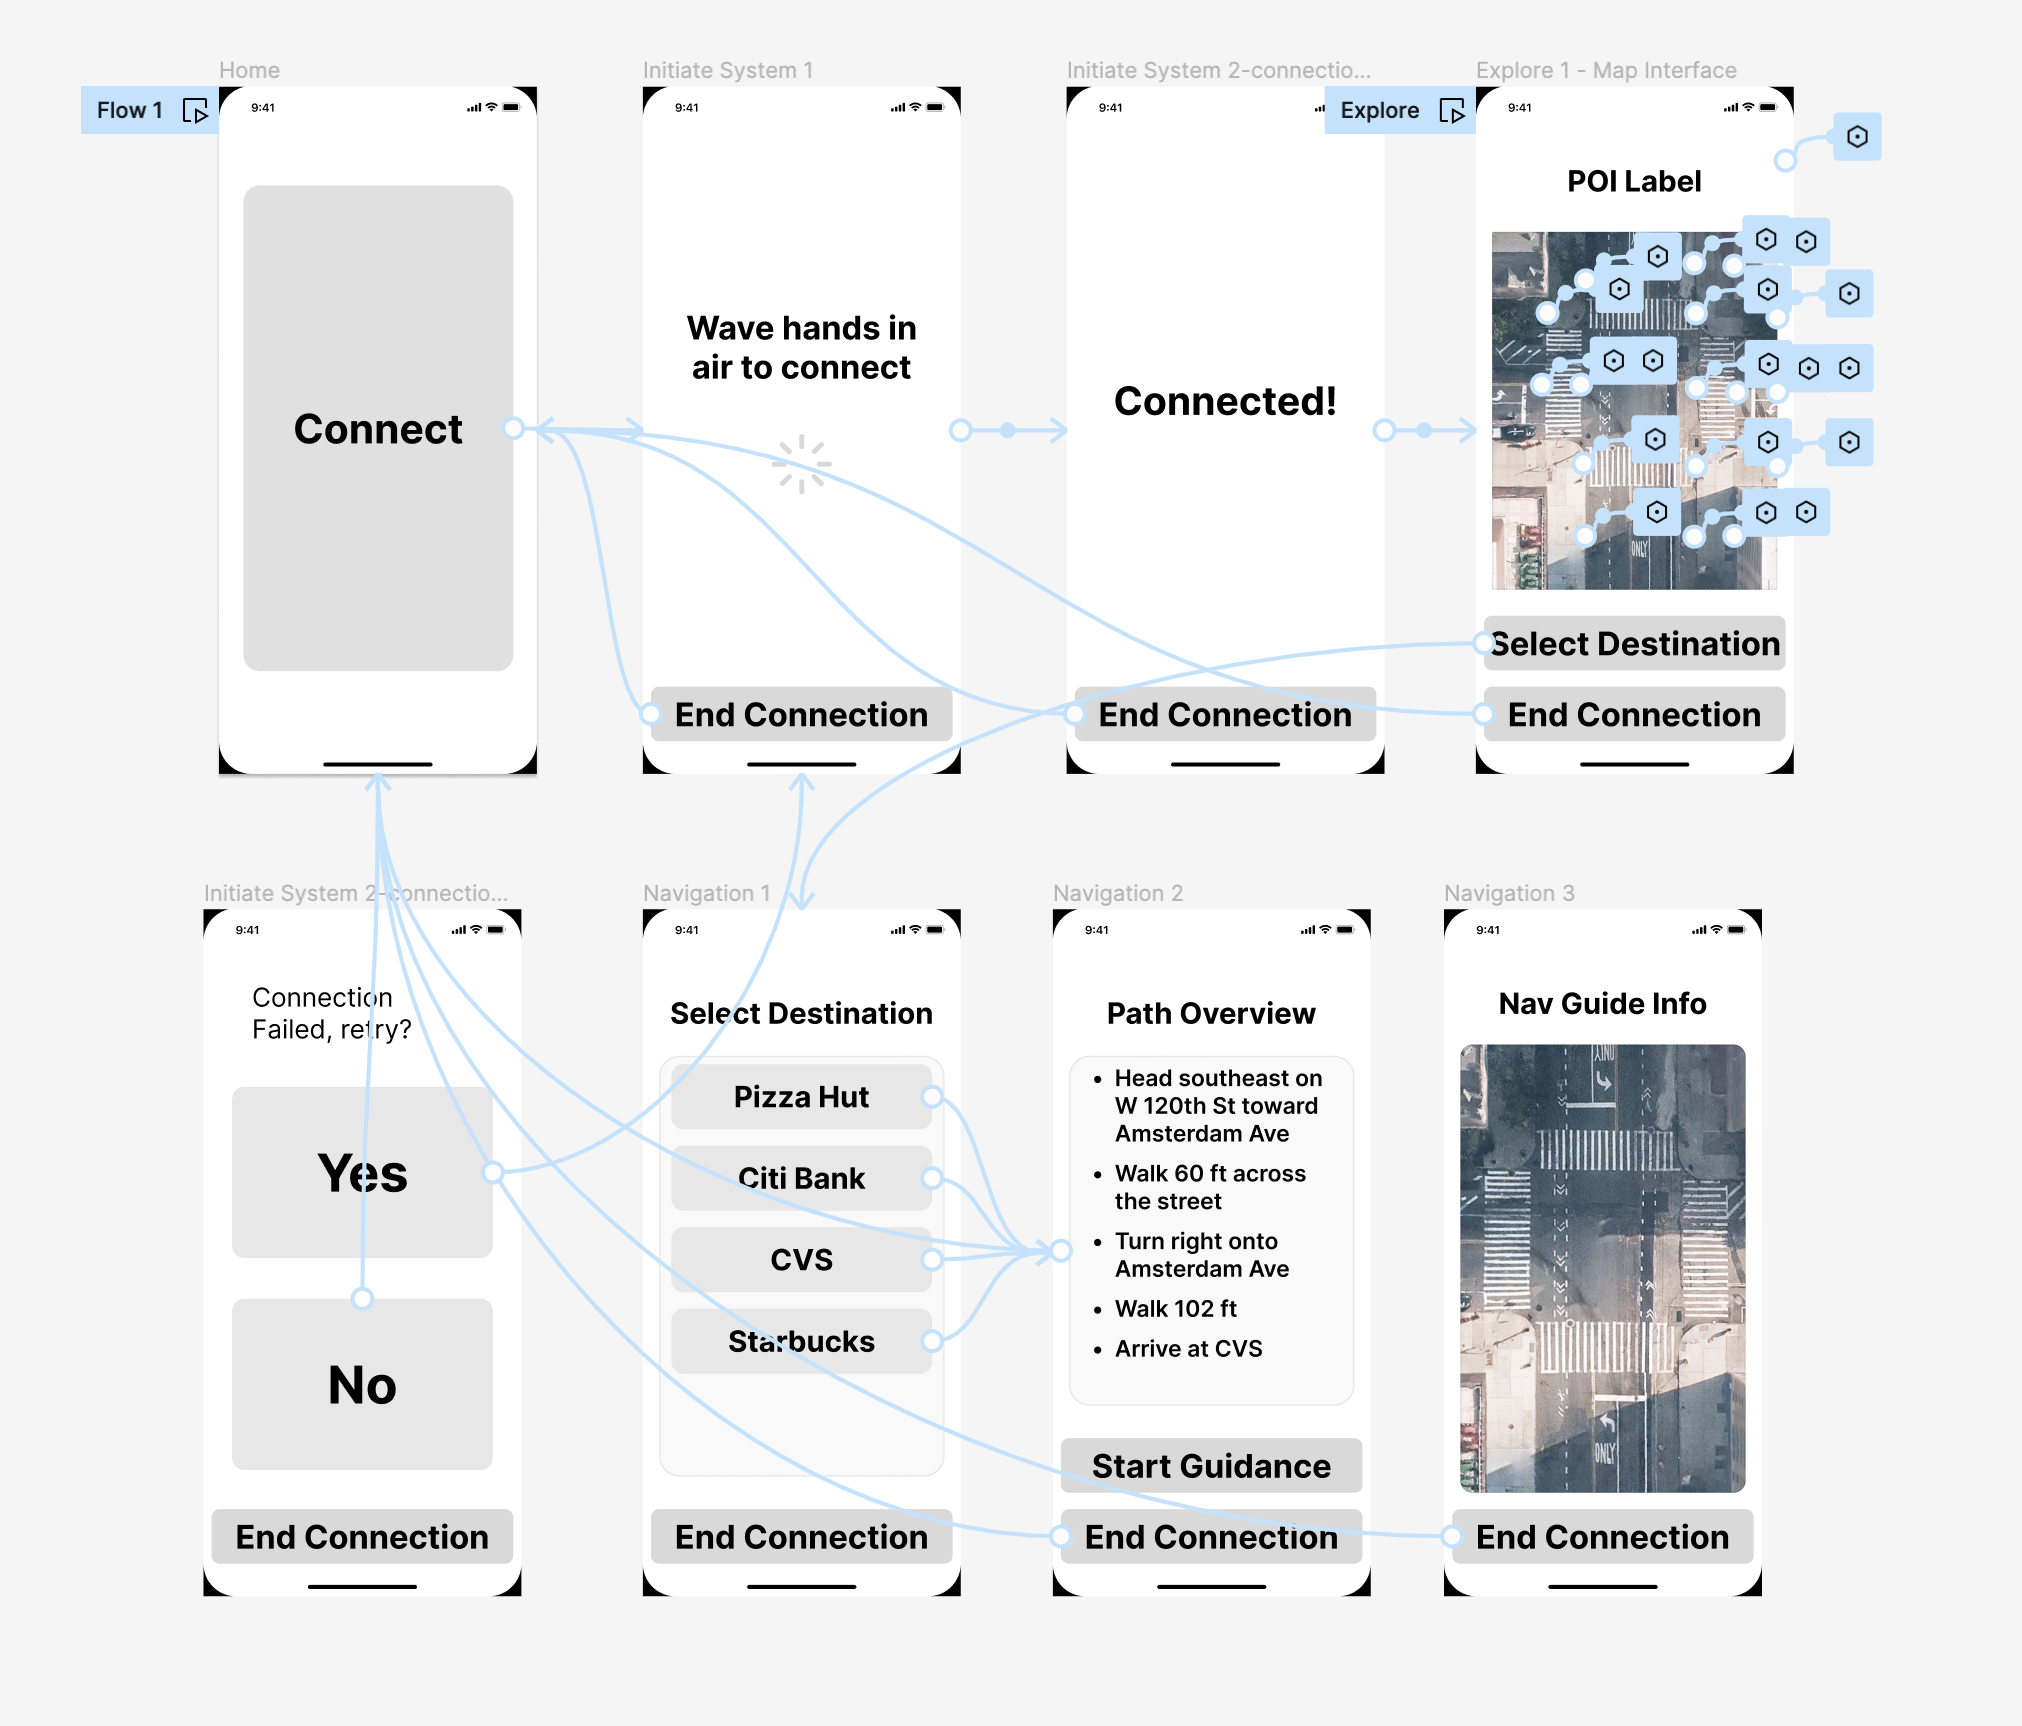 Home
Initiate System 1
Initiate System 2-connectio...
Explore 1 - Map Interface
Flow 1
9:41
9:41
9:41
Explore
9:41
POI Label
Wave hands in
air to connect
Connect
Connected!
ONLY
Select Destination
End Connection
End Connection
End Connection
Initiate System 2-connectio...
Navigation 1
Navigation 2
Navigation 3
9:41
9:41
9:41
9:41
Connection
Failed, retry?
Yes
No
End Connection
Select Destination
Pizza Hut
Citi Bank
CVS
Starbucks
End Connection
Path Overview
• Head southeast on
W 120th St toward
Amsterdam Ave
• Walk 60 ft across
the street
• Turn right onto
Amsterdam Ave
• Walk 102 ft
• Arrive at CVS
Start Guidance
End Connection
Nav Guide Info
ONLY
ONLY
End Connection